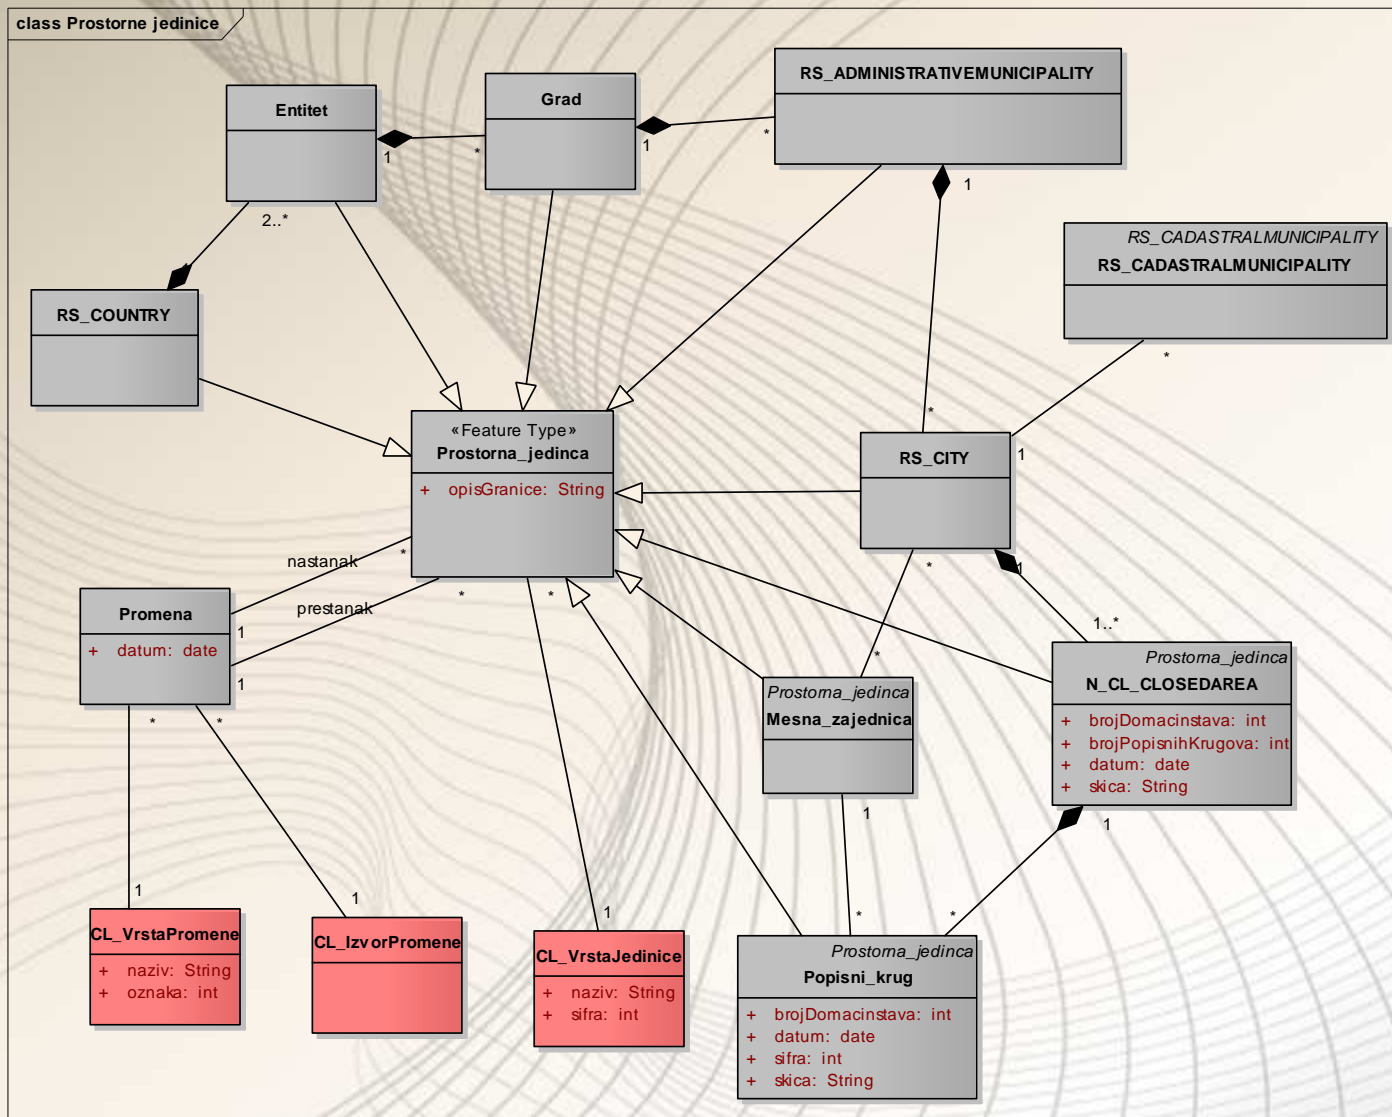 class Prostorne jedinice
RS_ADMINISTRATIVEMUNICIPALITY
Entitet
Grad
1
*
1
*
1
2..*
RS_CADASTRALMUNICIPALITY
RS_CADASTRALMUNICIPALITY
RS_COUNTRY
*
*
«Feature Type»
Prostorna_jedinca
+ opisGranice: String
RS_CITY
1
nastanak
*
*
1
prestanak
*
*
Promena
+ datum: date
1
1
1..*
*
Prostorna_jedinca
N_CL_CLOSEDAREA
+ brojDomacinstava: int
+ brojPopisnihKrugova: int
+ datum: date
+ skica: String
Prostorna_jedinca
Mesna_zajednica
*
*
1
1
1
1
1
*
*
CL_VrstaPromene
+ naziv: String
+ oznaka: int
CL_IzvorPromene
CL_VrstaJedinice
+ naziv: String
+ sifra: int
Prostorna_jedinca
Popisni_krug
+ brojDomacinstava: int
+ datum: date
+ sifra: int
+ skica: String